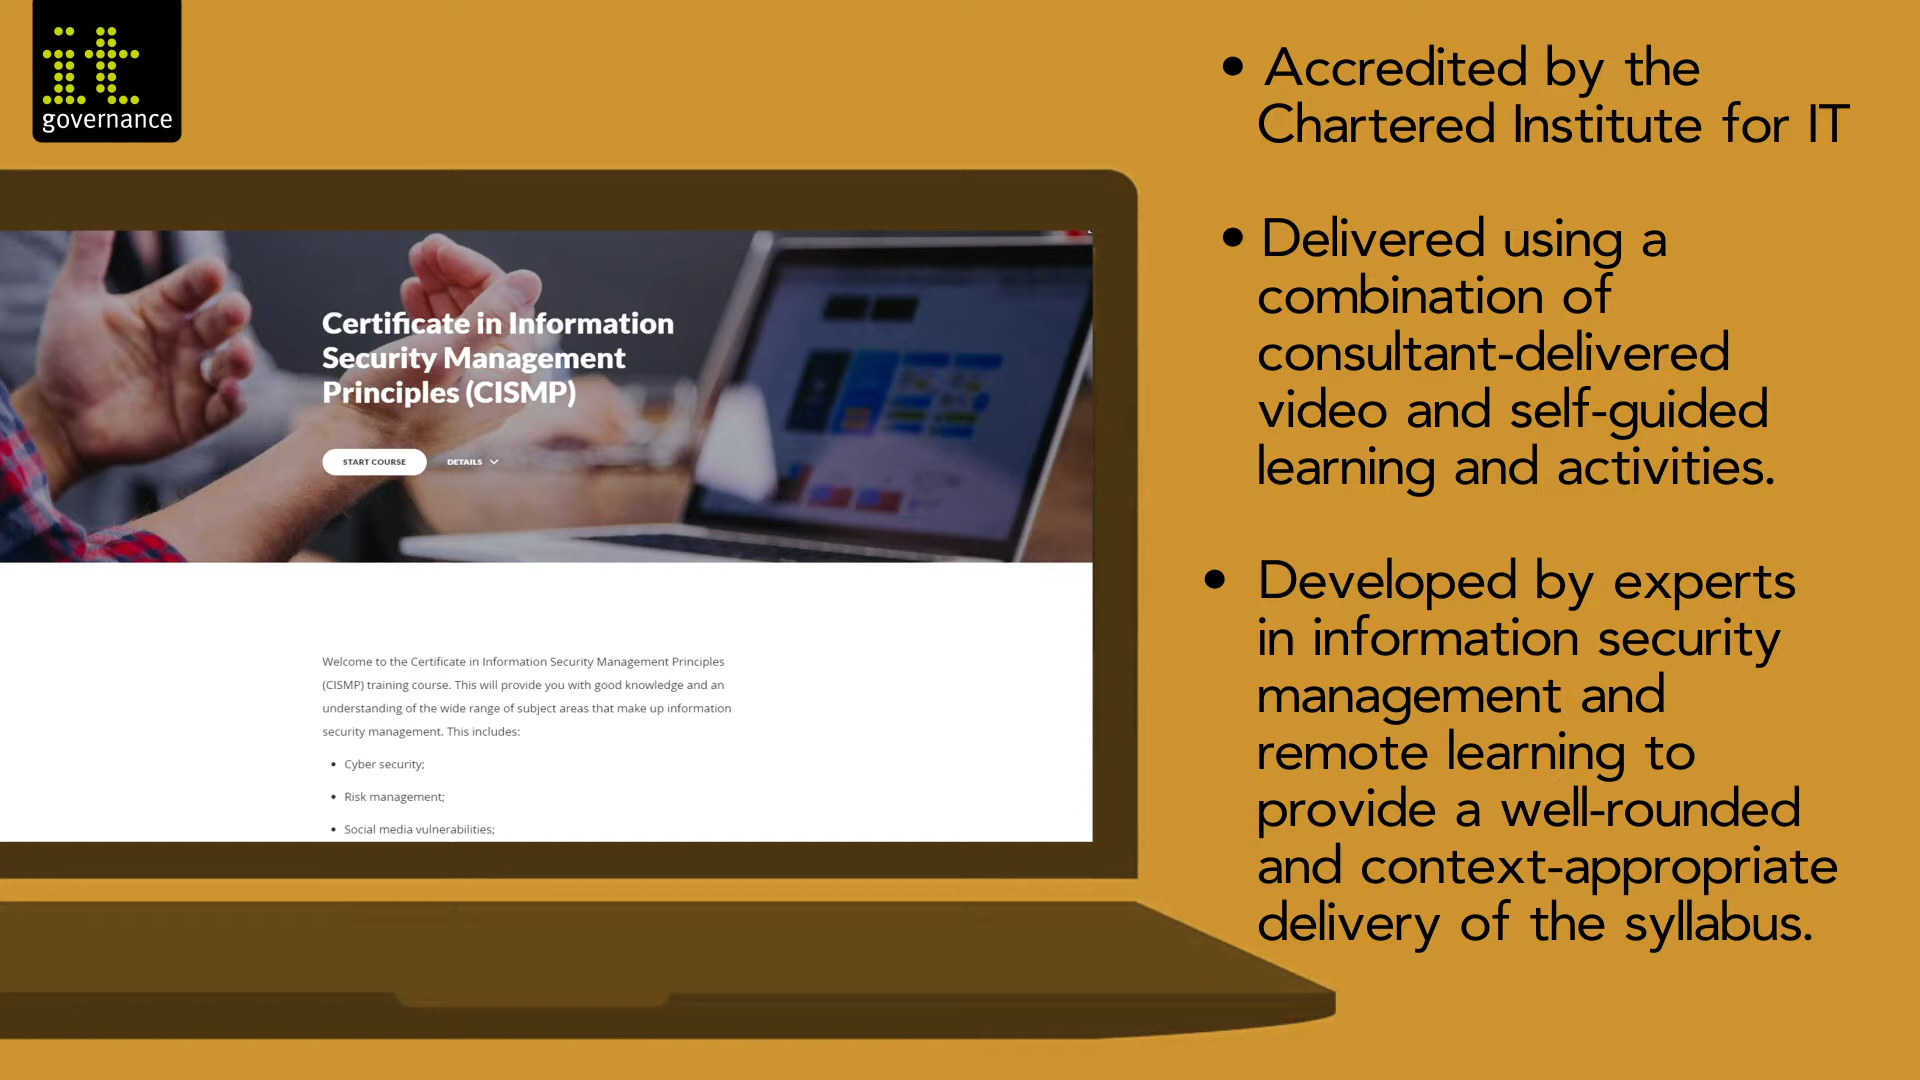 it
governance
Certificate in Information
Security Management
Principles (CISMP)
START COURSE
DETAILS
Welcome to the Certificate in Information Security Management Principles
(CISMP) training course. This will provide you with good knowledge and an
understanding of the wide range of subject areas that make up information
security management. This includes:
• Cyber security;
• Risk management;
• Social media vulnerabilities;
• Accredited by the
Chartered Institute for IT
• Delivered using a
combination of
consultant-delivered
video and self-guided
learning and activities.
• Developed by experts
in information security
management and
remote learning to
provide a well-rounded
and context-appropriate
delivery of the syllabus.